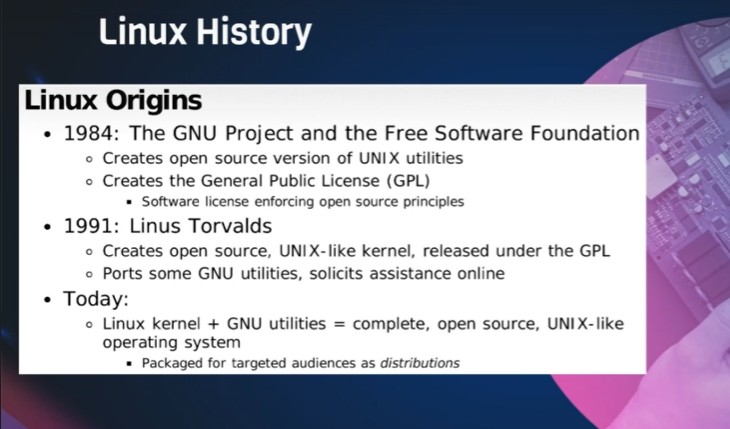 Linux History
Linux Origins
• 1984: The GNU Project and the Free Software Foundation
◦ Creates open source version of UNIX utilities
◦ Creates the General Public License (GPL)
▪ Software license enforcing open source principles
• 1991: Linus Torvalds
◦ Creates open source, UNIX-like kernel, released under the GPL
◦ Ports some GNU utilities, solicits assistance online
• Today:
◦ Linux kernel + GNU utilities = complete, open source, UNIX-like
operating system
▪ Packaged for targeted audiences as distributions